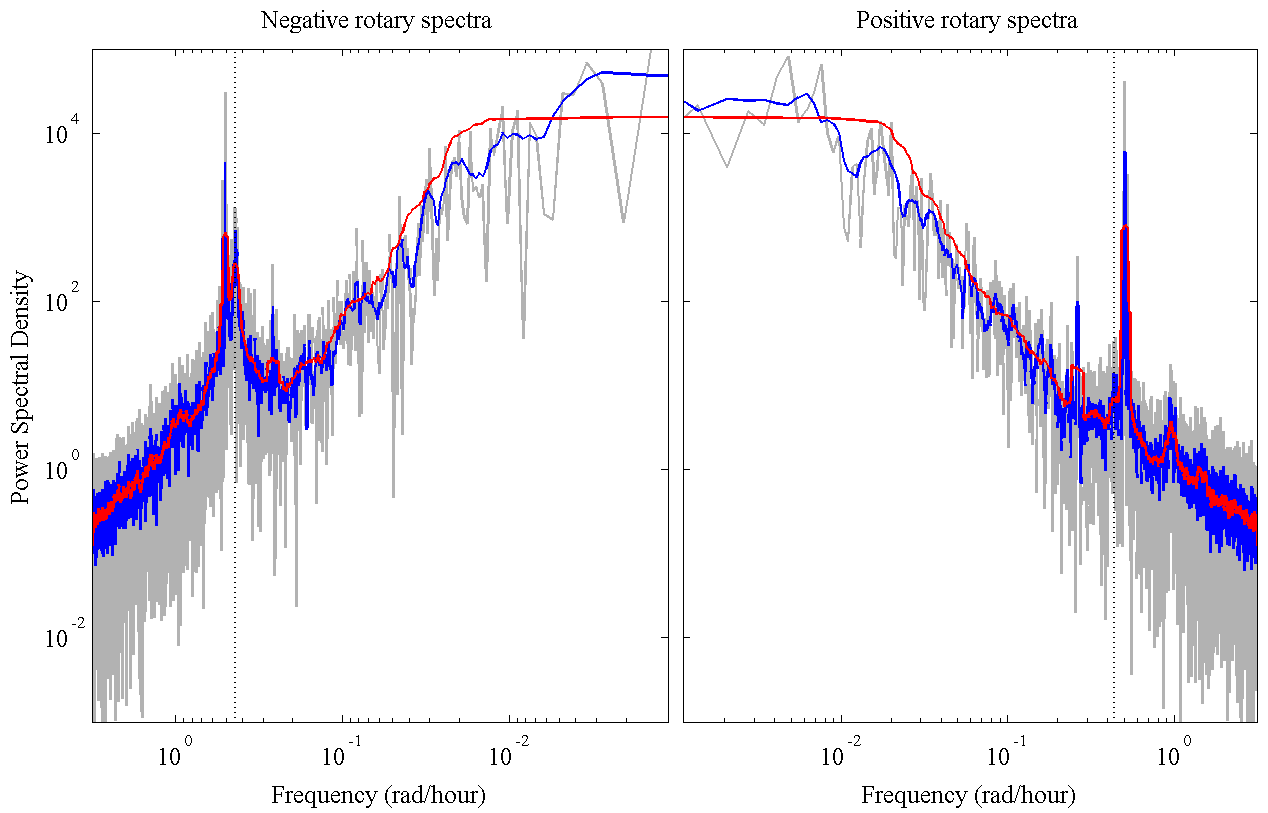 Negative rotary spectra
Positive rotary spectra
Power Spectral Density
10^4
10^2
10^0
10^-2
10^0
10^-1
10^-2
10^-2
10^-1
10^0
Frequency (rad/hour)
Frequency (rad/hour)